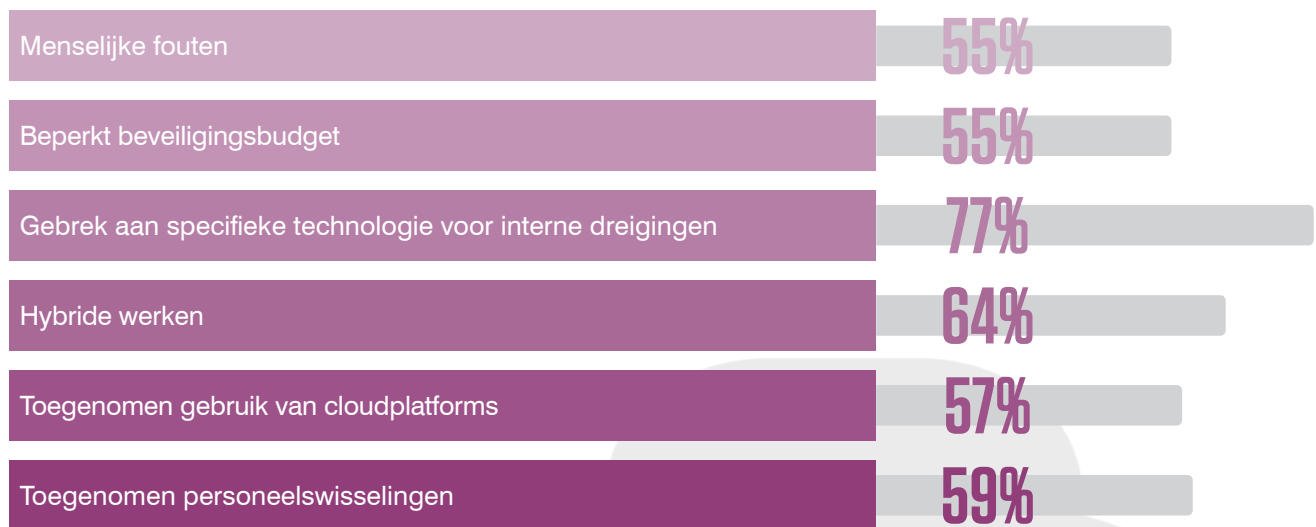 Menselijke fouten 55%
Beperkt beveiligingsbudget 55%
Gebrek aan specifieke technologie voor interne dreigingen 77%
Hybride werken 64%
Toegenomen gebruik van cloudplatforms 57%
Toegenomen personeelswisselingen 59%